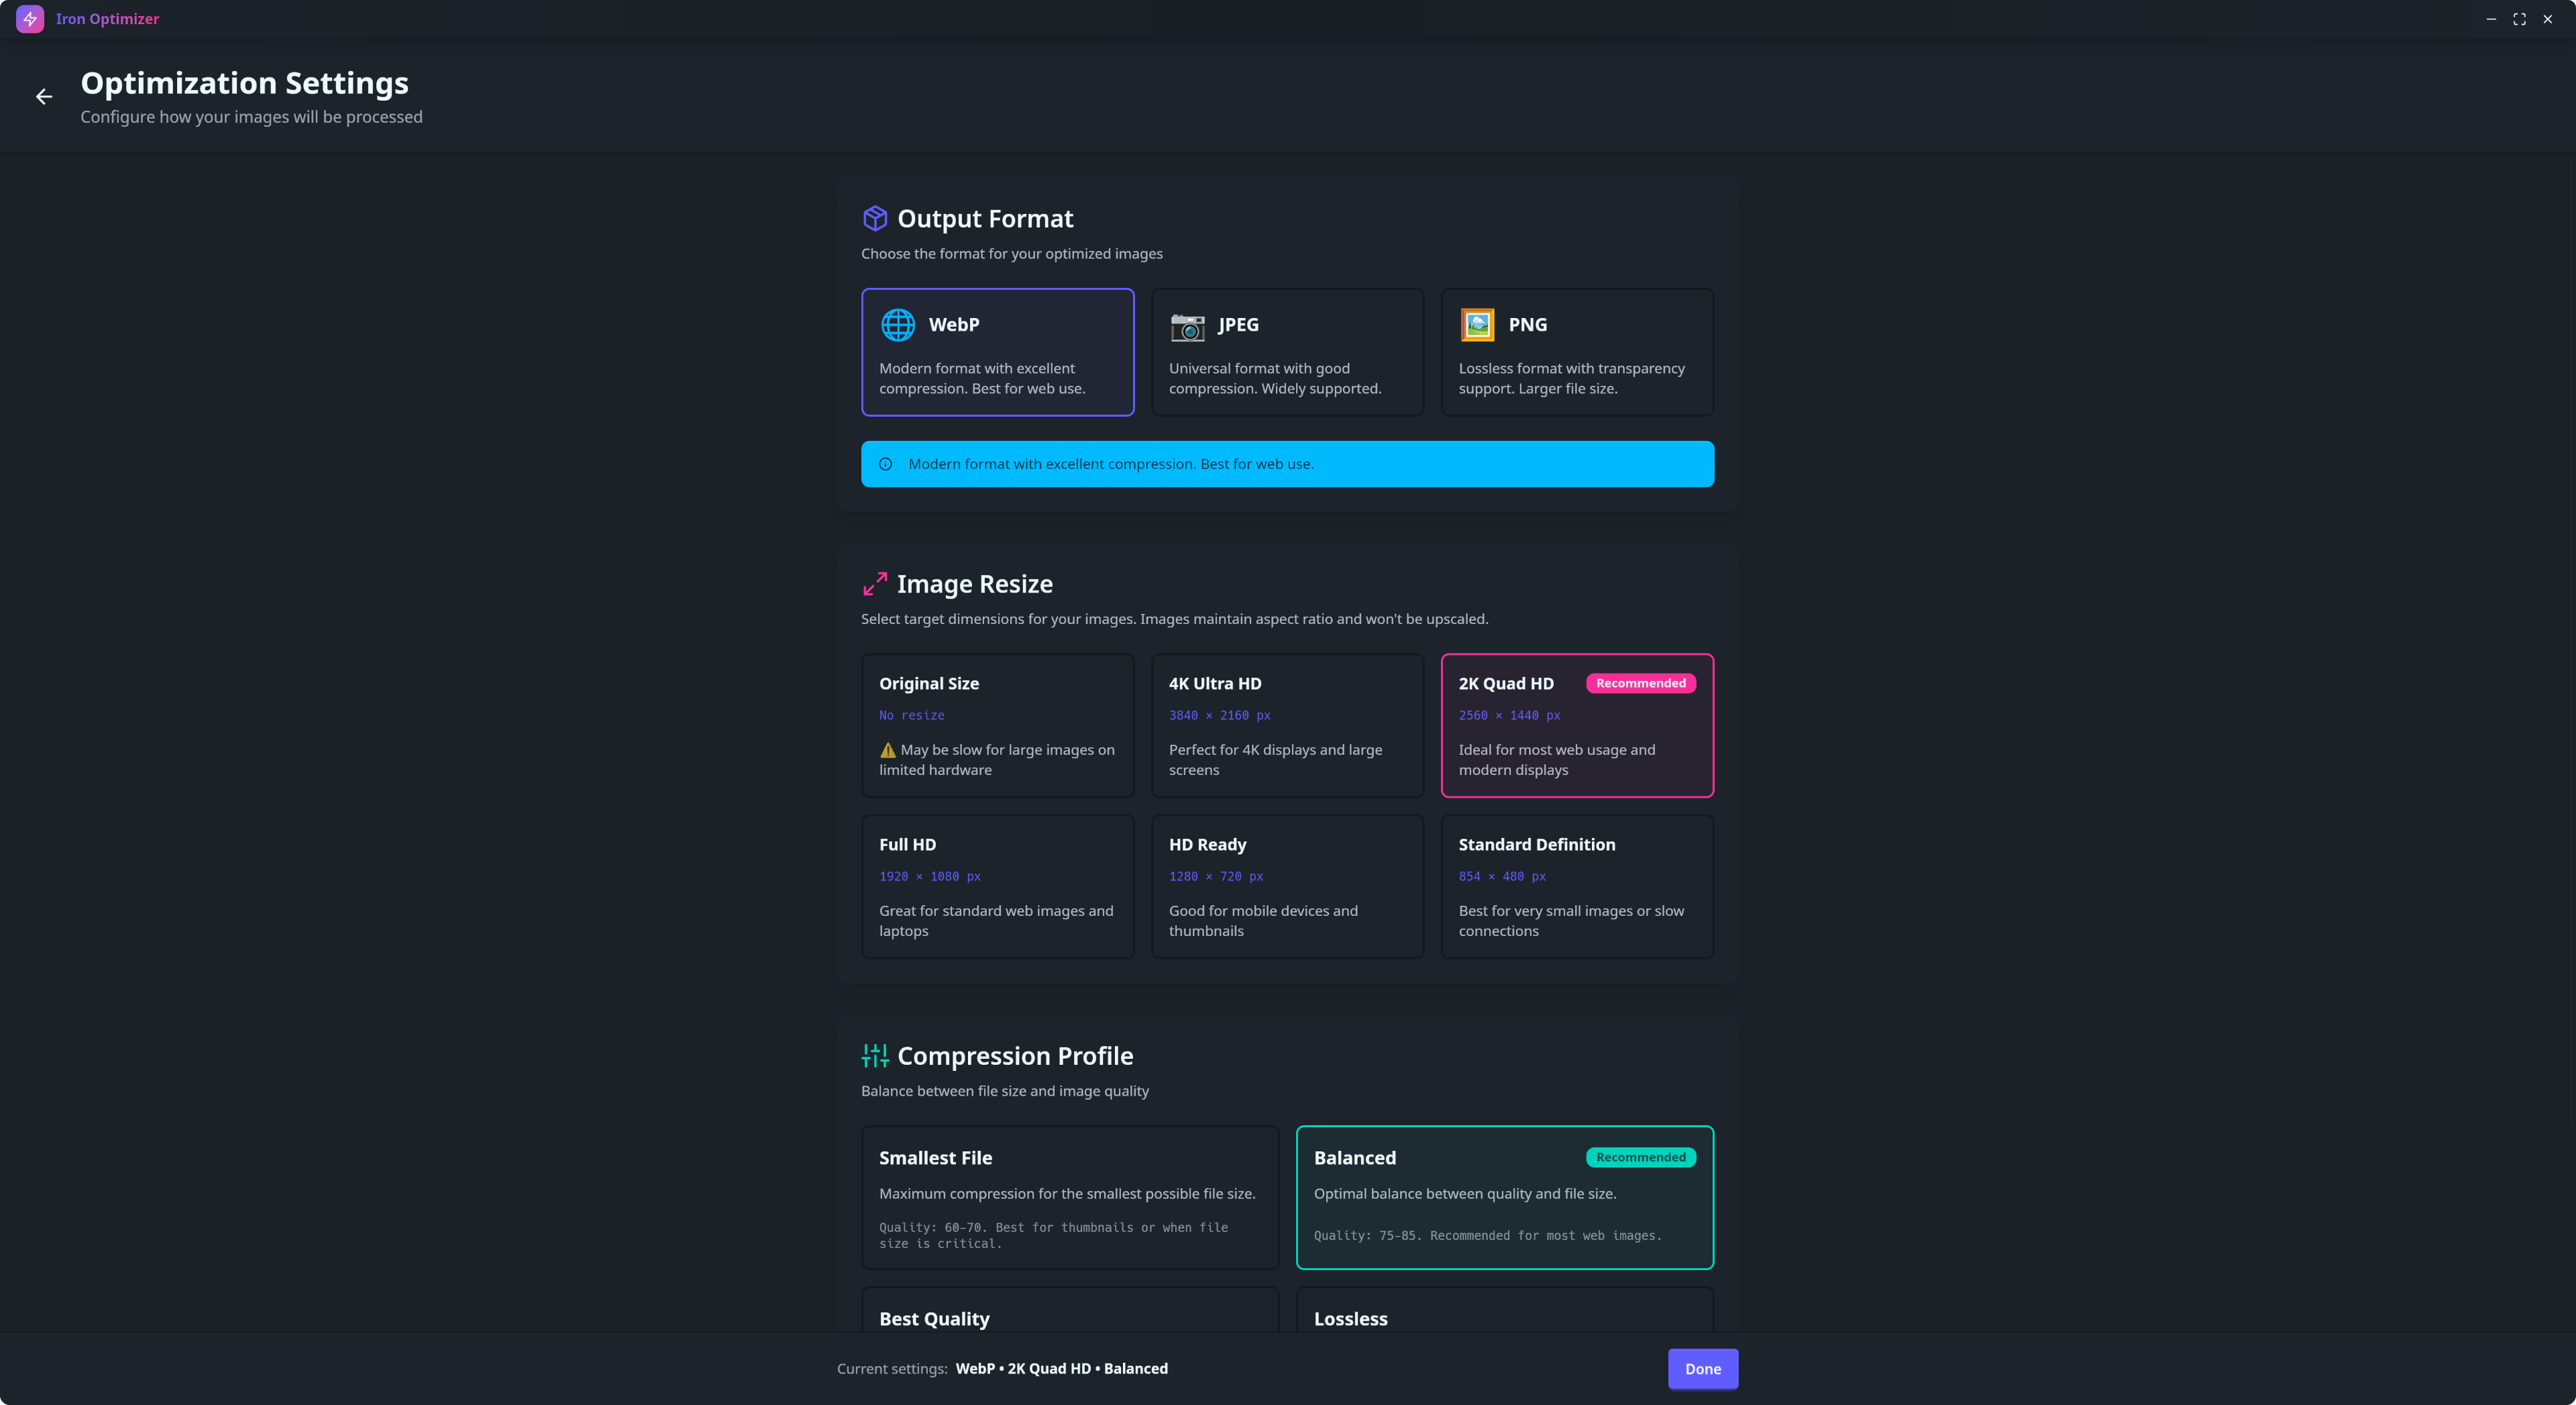 Iron Optimizer
Optimization Settings
Configure how your images will be processed
Output Format
Choose the format for your optimized images
WebP
Modern format with excellent
compression. Best for web use.
JPEG
Universal format with good
compression. Widely supported.
PNG
Lossless format with transparency
support. Larger file size.
Modern format with excellent compression. Best for web use.
Image Resize
Select target dimensions for your images. Images maintain aspect ratio and won't be upscaled.
Original Size
No resize
⚠️ May be slow for large images on
limited hardware
4K Ultra HD
3840 × 2160 px
Perfect for 4K displays and large
screens
2K Quad HD
Recommended
2560 × 1440 px
Ideal for most web usage and
modern displays
Full HD
1920 × 1080 px
Great for standard web images and
laptops
HD Ready
1280 × 720 px
Good for mobile devices and
thumbnails
Standard Definition
854 × 480 px
Best for very small images or slow
connections
Compression Profile
Balance between file size and image quality
Smallest File
Maximum compression for the smallest possible file size.
Quality: 60-70. Best for thumbnails or when file
size is critical.
Balanced
Recommended
Optimal balance between quality and file size.
Quality: 75-85. Recommended for most web images.
Best Quality
Lossless
Current settings: WebP • 2K Quad HD • Balanced
Done